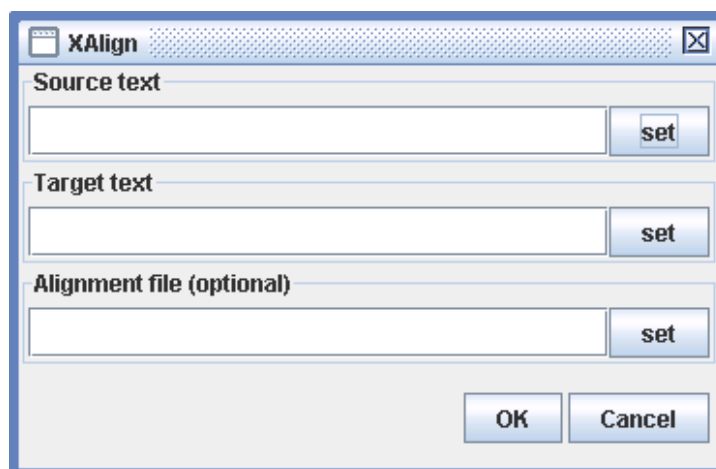 XAlign
Source text
set
Target text
set
Alignment file (optional)
set
OK Cancel